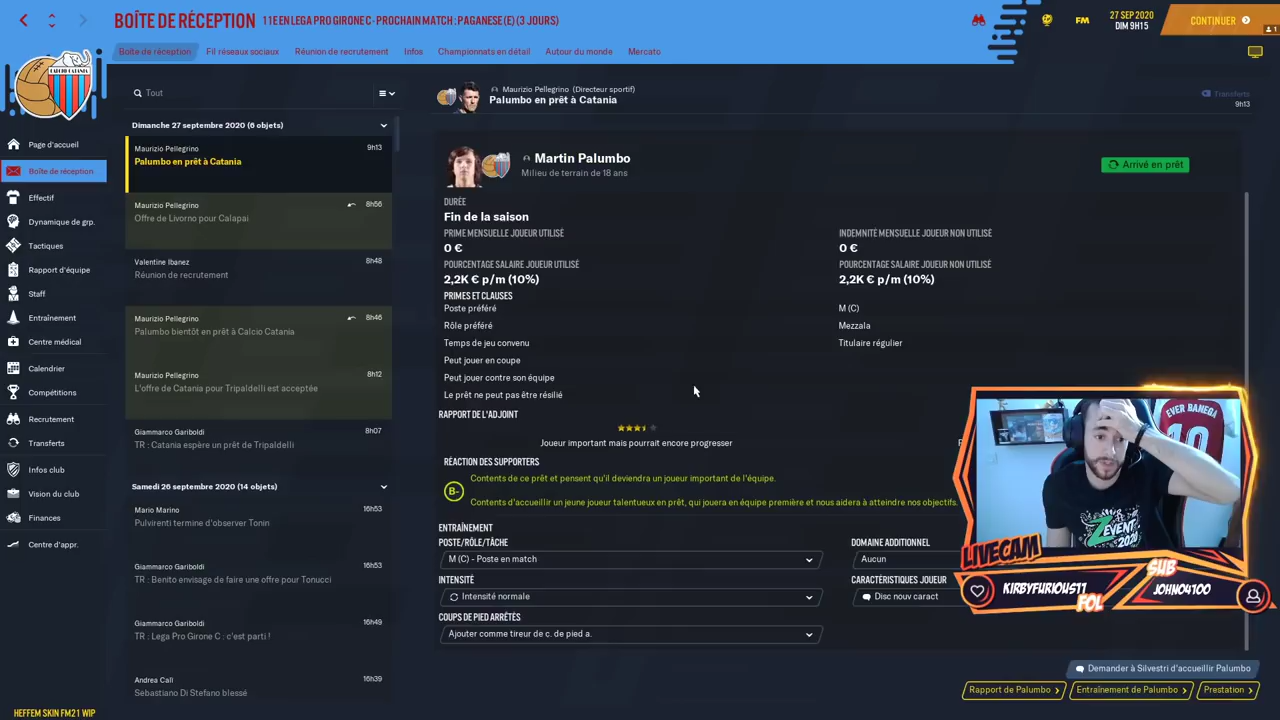 BOÎTE DE RÉCEPTION
11E EN LEGA PRO GIRONE C - PROCHAIN MATCH : PAGANESE (E) (3 JOURS)
FM
27 SEP 2020
DIM 9H15
CONTINUER
1
Boîte de réception
Fil réseaux sociaux
Réunion de recrutement
Infos
Championnats en détail
Autour du monde
Mercato
Page d'accueil
Boîte de réception
Effectif
Dynamique de grp.
Tactiques
Rapport d'équipe
Staff
Entraînement
Centre médical
Calendrier
Compétitions
Recrutement
Transferts
Infos club
Vision du club
Finances
Centre d'appr.
HEFFEM SKIN FM21 WIP
Tout
Dimanche 27 septembre 2020 (6 objets)
Maurizio Pellegrino 9h13
Palumbo en prêt à Catania
Maurizio Pellegrino 8h56
Offre de Livorno pour Calapai
Valentine Ibanez 8h48
Réunion de recrutement
Maurizio Pellegrino 8h46
Palumbo bientôt en prêt à Calcio Catania
Maurizio Pellegrino 8h12
L'offre de Catania pour Tripaldelli est acceptée
Giammarco Gariboldi 8h07
TR : Catania espère un prêt de Tripaldelli
Samedi 26 septembre 2020 (14 objets)
Mario Marino 16h53
Pulvirenti termine d'observer Tonin
Giammarco Gariboldi 16h53
TR : Benito envisage de faire une offre pour Tonucci
Giammarco Gariboldi 16h49
TR : Lega Pro Girone C : c'est parti !
Andrea Calì 16h39
Sebastiano Di Stefano blessé
Maurizio Pellegrino (Directeur sportif)
Palumbo en prêt à Catania
Transferts
9h13
Martin Palumbo
Milieu de terrain de 18 ans
Arrivé en prêt
DURÉE
Fin de la saison
PRIME MENSUELLE JOUEUR UTILISÉ
0 €
INDEMNITÉ MENSUELLE JOUEUR NON UTILISÉ
0 €
POURCENTAGE SALAIRE JOUEUR UTILISÉ
2,2K € p/m (10%)
POURCENTAGE SALAIRE JOUEUR NON UTILISÉ
2,2K € p/m (10%)
PRIMES ET CLAUSES
Poste préféré M (C)
Rôle préféré Mezzala
Temps de jeu convenu Titulaire régulier
Peut jouer en coupe
Peut jouer contre son équipe
Le prêt ne peut pas être résilié
RAPPORT DE L'ADJOINT
Joueur important mais pourrait encore progresser
RÉACTION DES SUPPORTERS
B-
Contents de ce prêt et pensent qu'il deviendra un joueur important de l'équipe.
Contents d'accueillir un jeune joueur talentueux en prêt, qui jouera en équipe première et nous aidera à atteindre nos objectifs.
ENTRAÎNEMENT
POSTE/RÔLE/TÂCHE
M (C) - Poste en match
DOMAINE ADDITIONNEL
Aucun
INTENSITÉ
Intensité normale
CARACTÉRISTIQUES JOUEUR
Disc nouv caract
COUPS DE PIED ARRÊTÉS
Ajouter comme tireur de c. de pied a.
Demander à Silvestri d'accueillir Palumbo
Rapport de Palumbo
Entraînement de Palumbo
Prestation
EVER BANEGA
10
ZEVENT
2020
LIVECAM
KIRBYFURIOUS11
FOL
SUB
JOHNO4100